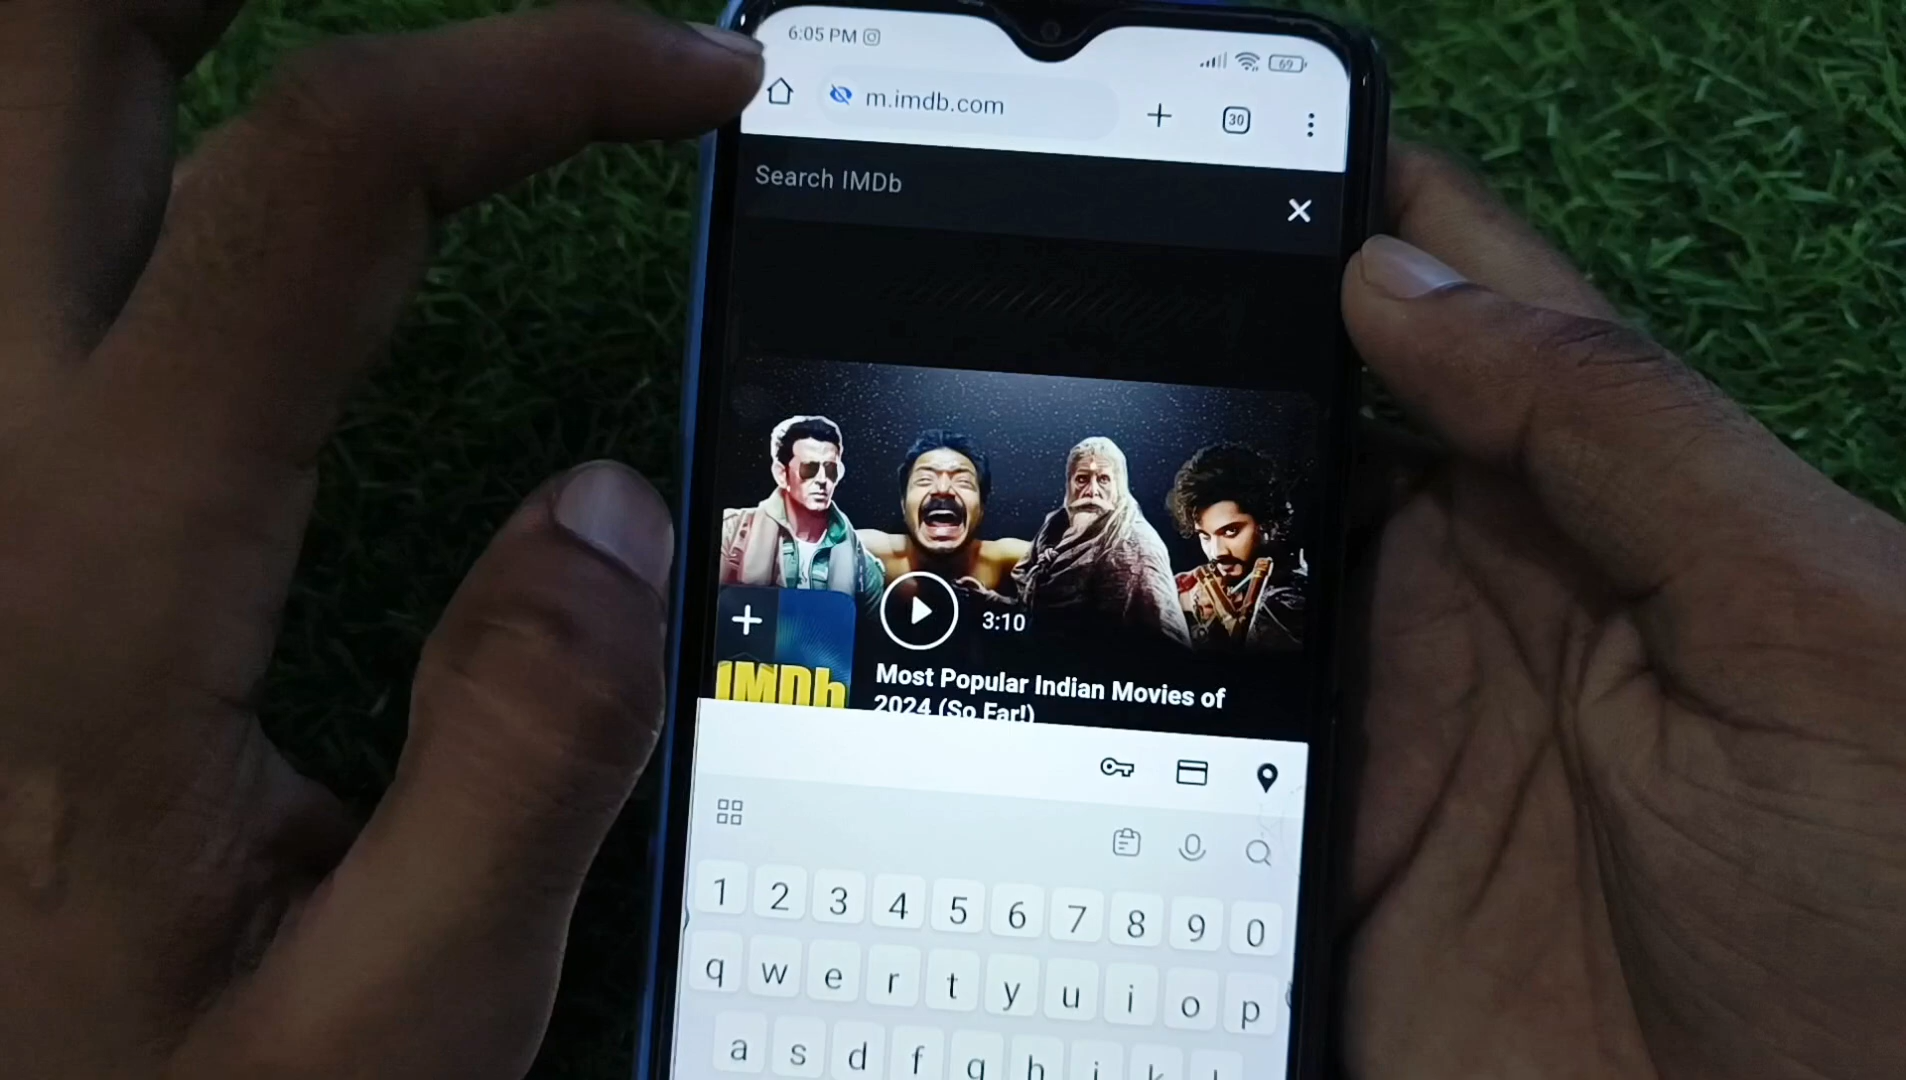 6:05 PM
69
m.imdb.com
30
Search IMDb
3:10
IMDb
Most Popular Indian Movies of
2024 (So Far!)
1 2 3 4 5 6 7 8 9 0
q w e r t y u i o p
a s d f g h j k l